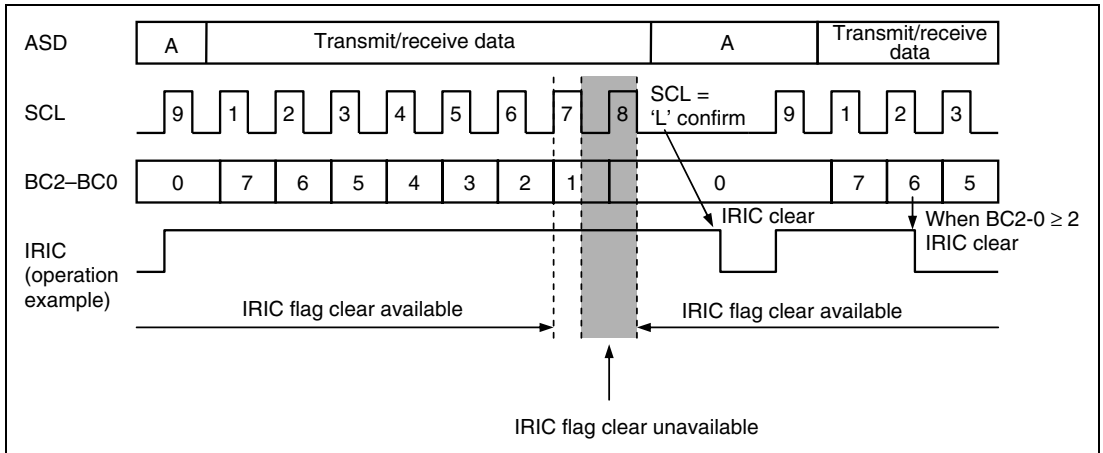 ASD
A
Transmit/receive data
A
Transmit/receive
data
SCL
9 1 2 3 4 5 6 7 8
SCL =
'L' confirm
9 1 2 3
BC2–BC0
0 7 6 5 4 3 2 1 0 7 6 5
IRIC
(operation
example)
IRIC clear
When BC2-0 ≥ 2
IRIC clear
IRIC flag clear available
IRIC flag clear available
IRIC flag clear unavailable